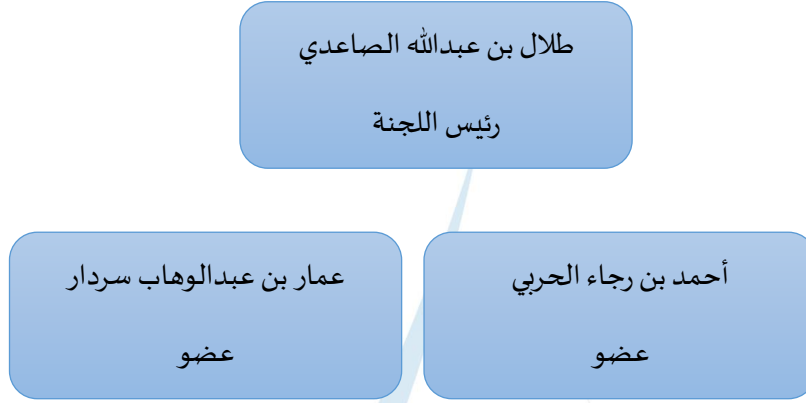 طلال بن عبدالله الصاعدي
رئيس اللجنة
أحمد بن رجاء الحربي
عضو
عمار بن عبدالوهاب سردار
عضو